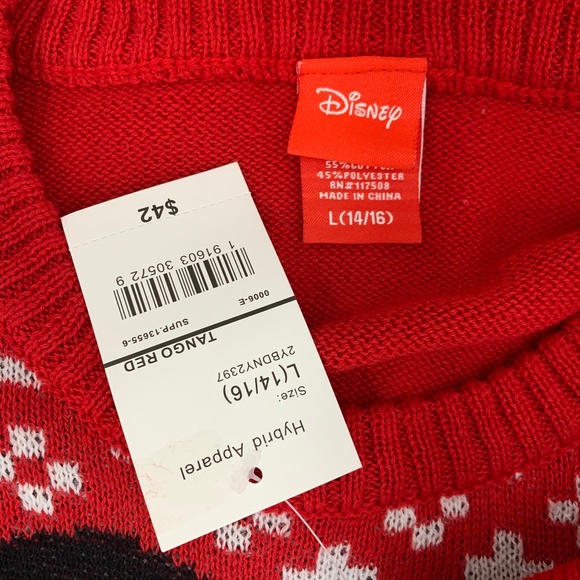 Disney
55% COTTON
45% POLYESTER
RN#117508
MADE IN CHINA
L(14/16)
Hybrid Apparel
Size:
L(14/16)
2YBDNY2397
TANGO RED
SUPP.13655-6
0006-E
1 91603 30572 9
$42